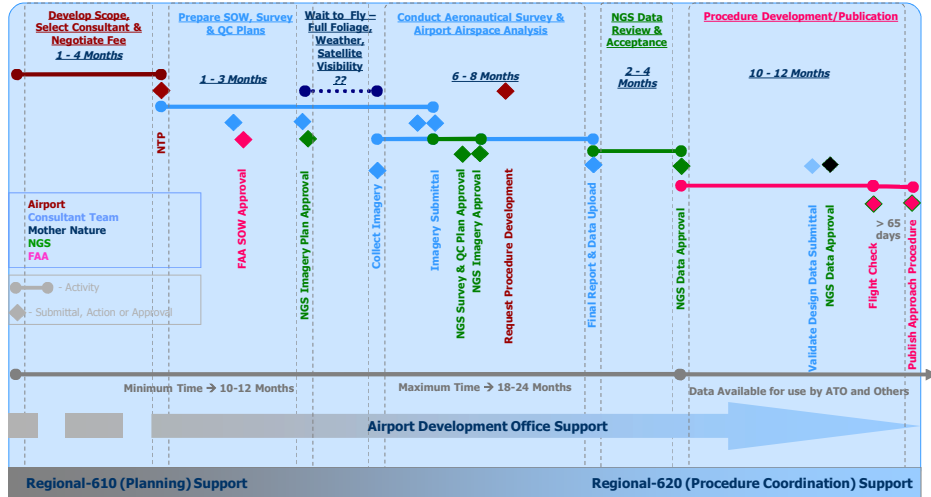 Develop Scope,
Select Consultant &
Negotiate Fee
1 - 4 Months
Prepare SOW, Survey
& QC Plans
1 - 3 Months
Wait to Fly –
Full Foliage,
Weather,
Satellite
Visibility
??
Conduct Aeronautical Survey &
Airport Airspace Analysis
6 - 8 Months
NGS Data
Review &
Acceptance
2 - 4
Months
Procedure Development/Publication
10 - 12 Months
NTP
FAA SOW Approval
NGS Imagery Plan Approval
Collect Imagery
Imagery Submittal
NGS Survey & QC Plan Approval
NGS Imagery Approval
Request Procedure Development
Final Report & Data Upload
NGS Data Approval
Validate Design Data Submittal
NGS Data Approval
Flight Check
> 65
days
Publish Approach Procedure
Airport
Consultant Team
Mother Nature
NGS
FAA
- Activity
- Submittal, Action or Approval
Minimum Time → 10-12 Months
Maximum Time → 18-24 Months
Data Available for use by ATO and Others
Airport Development Office Support
Regional-610 (Planning) Support
Regional-620 (Procedure Coordination) Support